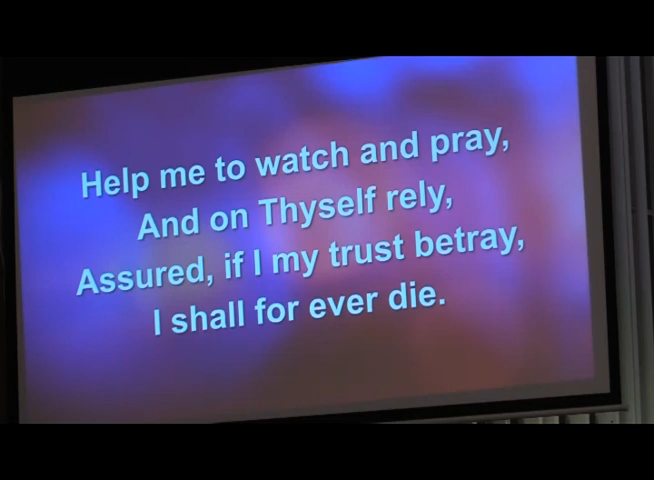 Help me to watch and pray,
And on Thyself rely,
Assured, if I my trust betray,
I shall for ever die.